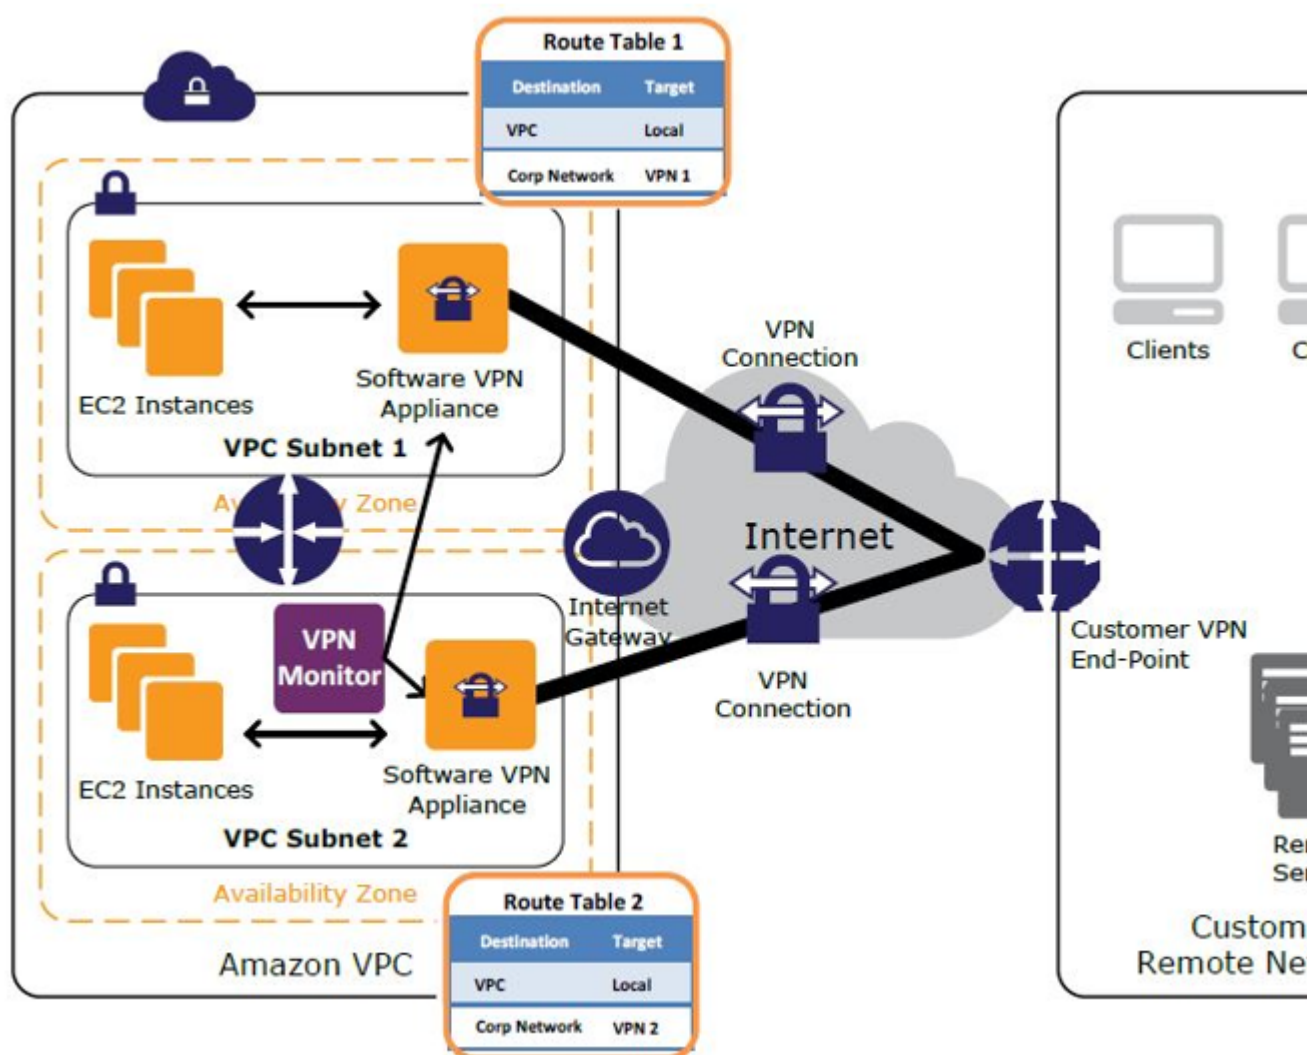 Route Table 1
Destination Target
VPC Local
Corp Network VPN 1
EC2 Instances
Software VPN
Appliance
VPC Subnet 1
Zone
VPN
Connection
Clients
Internet
Internet
Gateway
VPN
Monitor
EC2 Instances
Software VPN
Appliance
VPC Subnet 2
Availability Zone
VPN
Connection
Customer VPN
End-Point
Route Table 2
Destination Target
VPC Local
Corp Network VPN 2
Amazon VPC
Remote